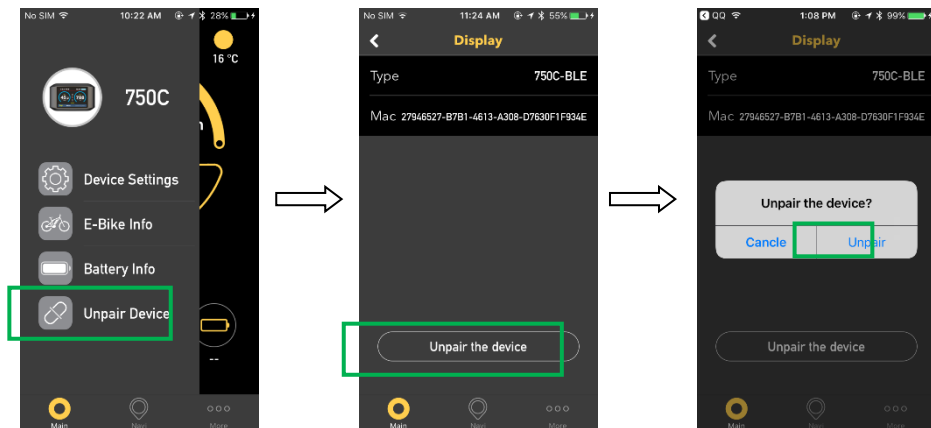 No SIM 10:22 AM 28%
16 °C
750C
Device Settings
E-Bike Info
Battery Info
Unpair Device
--
Main Navi More
No SIM 11:24 AM 55%
Display
Type 750C-BLE
Mac 27946527-B7B1-4613-A308-D7630F1F934E
Unpair the device
Main Navi More
QQ 1:08 PM 99%
Display
Type 750C-BLE
Mac 27946527-B7B1-4613-A308-D7630F1F934E
Unpair the device?
Cancle Unpair
Unpair the device
Main Navi More